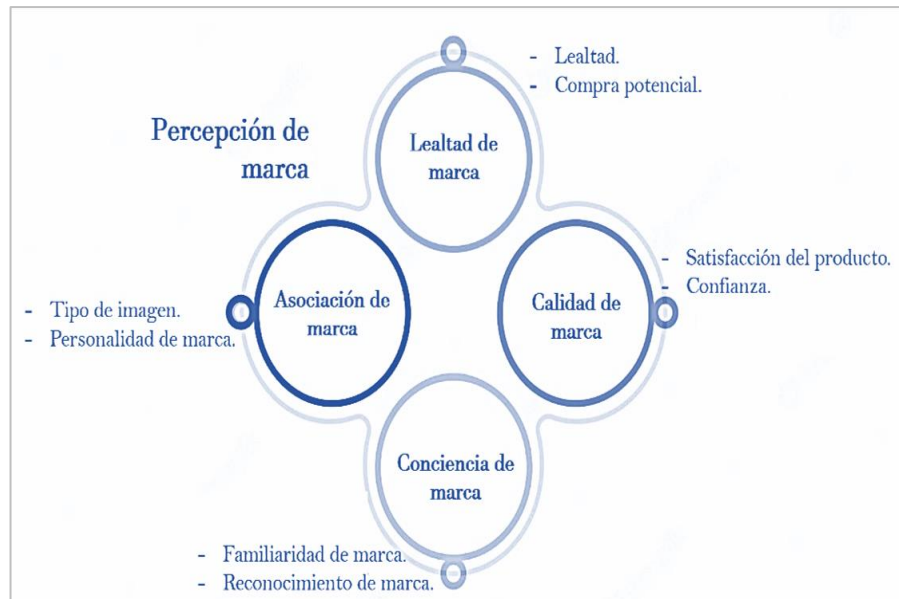 - Lealtad.
- Compra potencial.
Percepción de
marca
Lealtad de
marca
- Satisfacción del producto.
- Confianza.
Asociación de
marca
Calidad de
marca
- Tipo de imagen.
- Personalidad de marca.
Conciencia de
marca
- Familiaridad de marca.
- Reconocimiento de marca.